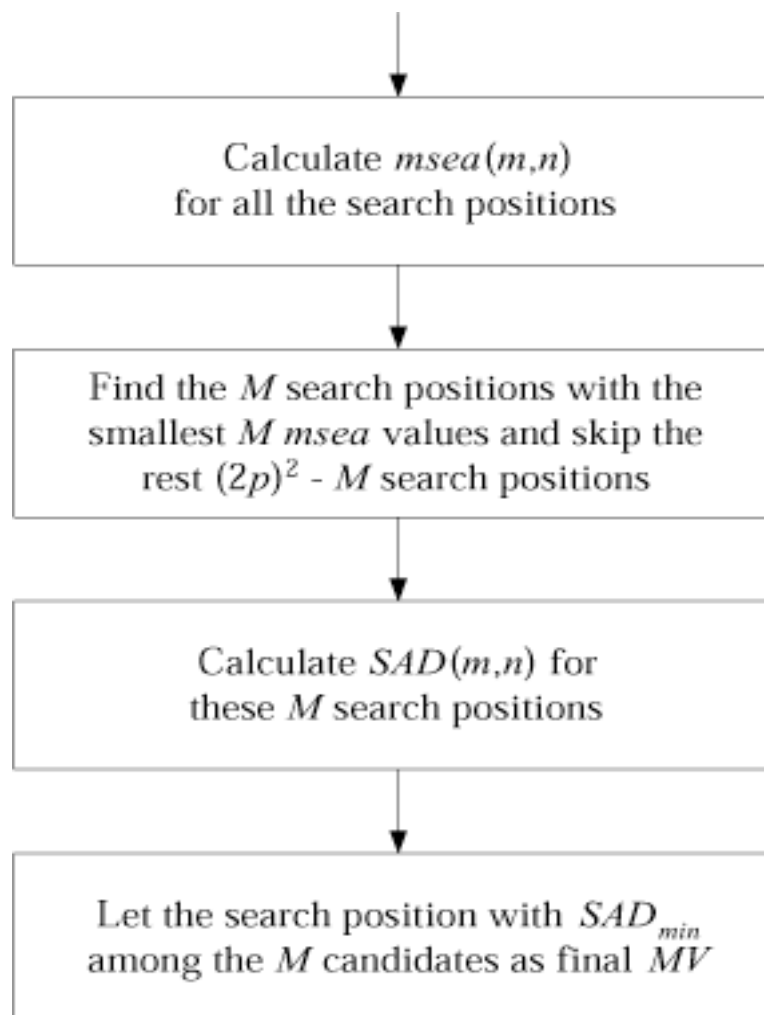 Calculate msea(m,n)
for all the search positions
Find the M search positions with the
smallest M msea values and skip the
rest (2p)² - M search positions
Calculate SAD(m,n) for
these M search positions
Let the search position with SAD_min
among the M candidates as final MV